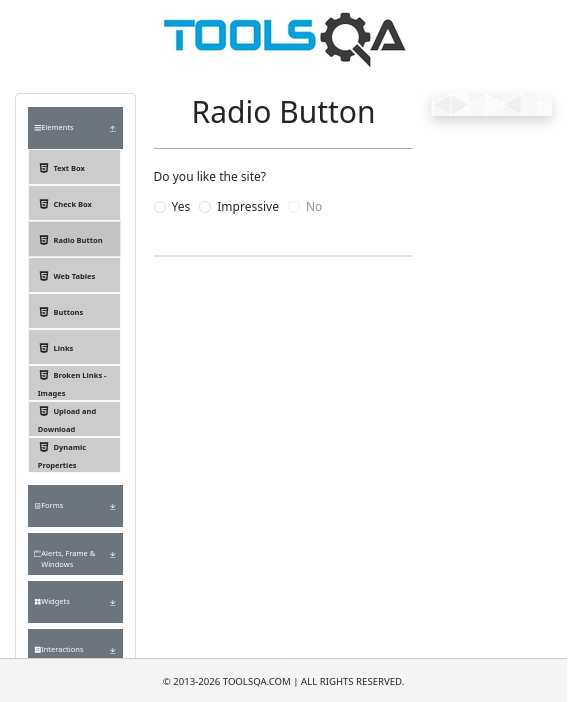 TOOLSQA
Elements
Text Box
Check Box
Radio Button
Web Tables
Buttons
Links
Broken Links -
Images
Upload and
Download
Dynamic
Properties
Forms
Alerts, Frame &
Windows
Widgets
Interactions
Radio Button
Do you like the site?
Yes Impressive No
© 2013-2026 TOOLSQA.COM | ALL RIGHTS RESERVED.